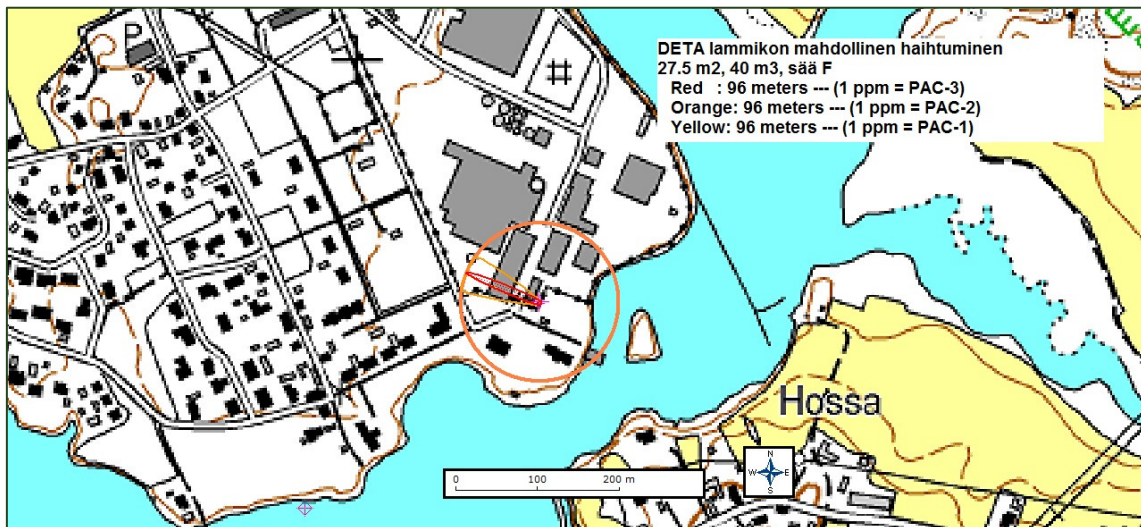 P
DETA lammikon mahdollinen haihtuminen
27.5 m2, 40 m3, sää F
Red : 96 meters --- (1 ppm = PAC-3)
Orange: 96 meters --- (1 ppm = PAC-2)
Yellow: 96 meters --- (1 ppm = PAC-1)
Hossa
N
W E
S
0 100 200 m